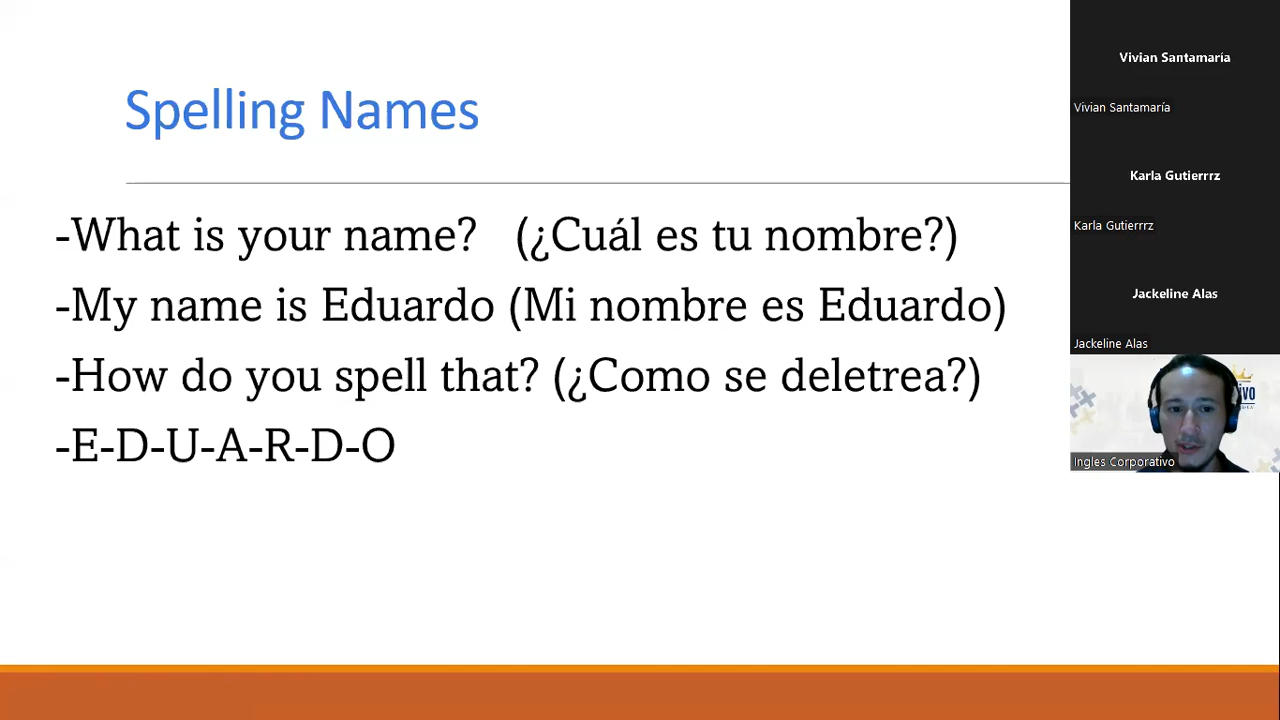 Spelling Names
-What is your name? (¿Cuál es tu nombre?)
-My name is Eduardo (Mi nombre es Eduardo)
-How do you spell that? (¿Como se deletrea?)
-E-D-U-A-R-D-O
Vivian Santamaría
Vivian Santamaría
Karla Gutierrrz
Karla Gutierrrz
Jackeline Alas
Jackeline Alas
Ingles Corporativo